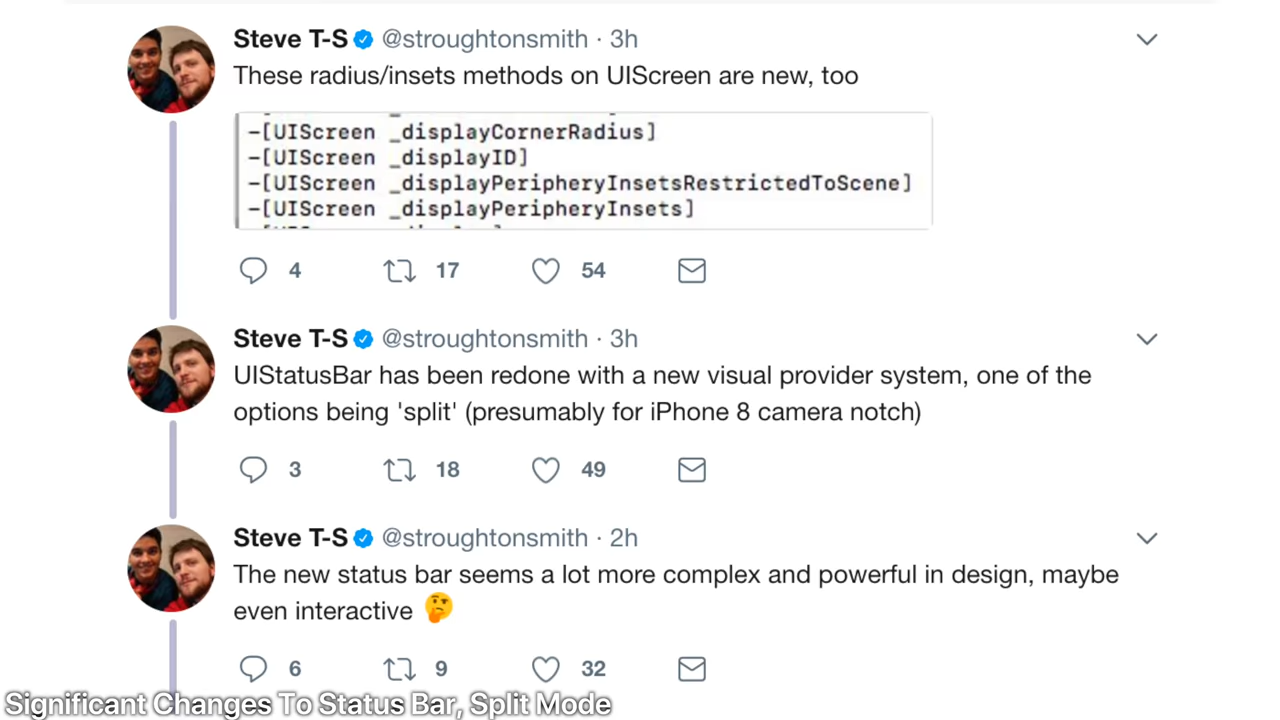 Steve T-S @stroughtonsmith · 3h
These radius/insets methods on UIScreen are new, too
-[UIScreen _displayCornerRadius]
-[UIScreen _displayID]
-[UIScreen _displayPeripheryInsetsRestrictedToScene]
-[UIScreen _displayPeripheryInsets]
4 17 54
Steve T-S @stroughtonsmith · 3h
UIStatusBar has been redone with a new visual provider system, one of the
options being 'split' (presumably for iPhone 8 camera notch)
3 18 49
Steve T-S @stroughtonsmith · 2h
The new status bar seems a lot more complex and powerful in design, maybe
even interactive 🤔
6 9 32
Significant Changes To Status Bar, Split Mode